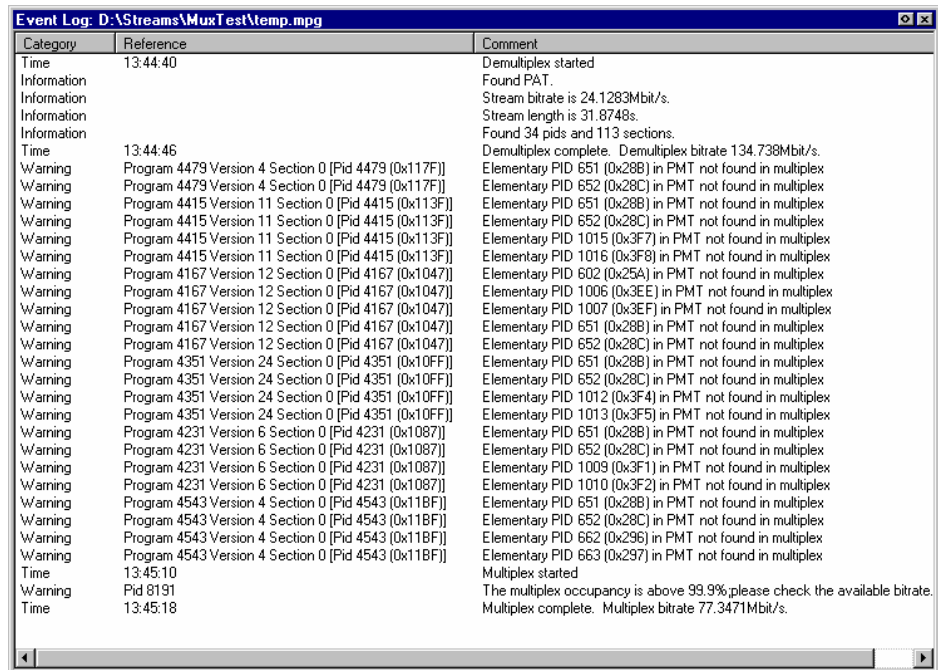 Event Log: D:\Streams\MuxTest\temp.mpg
Category Reference Comment
Time 13:44:40 Demultiplex started
Information Found PAT.
Information Stream bitrate is 24.1283Mbit/s.
Information Stream length is 31.8748s.
Information Found 34 pids and 113 sections.
Time 13:44:46 Demultiplex complete. Demultiplex bitrate 134.738Mbit/s.
Warning Program 4479 Version 4 Section 0 [Pid 4479 (0x117F)] Elementary PID 651 (0x28B) in PMT not found in multiplex
Warning Program 4479 Version 4 Section 0 [Pid 4479 (0x117F)] Elementary PID 652 (0x28C) in PMT not found in multiplex
Warning Program 4415 Version 11 Section 0 [Pid 4415 (0x113F)] Elementary PID 651 (0x28B) in PMT not found in multiplex
Warning Program 4415 Version 11 Section 0 [Pid 4415 (0x113F)] Elementary PID 652 (0x28C) in PMT not found in multiplex
Warning Program 4415 Version 11 Section 0 [Pid 4415 (0x113F)] Elementary PID 1015 (0x3F7) in PMT not found in multiplex
Warning Program 4415 Version 11 Section 0 [Pid 4415 (0x113F)] Elementary PID 1016 (0x3F8) in PMT not found in multiplex
Warning Program 4167 Version 12 Section 0 [Pid 4167 (0x1047)] Elementary PID 602 (0x25A) in PMT not found in multiplex
Warning Program 4167 Version 12 Section 0 [Pid 4167 (0x1047)] Elementary PID 1006 (0x3EE) in PMT not found in multiplex
Warning Program 4167 Version 12 Section 0 [Pid 4167 (0x1047)] Elementary PID 1007 (0x3EF) in PMT not found in multiplex
Warning Program 4167 Version 12 Section 0 [Pid 4167 (0x1047)] Elementary PID 651 (0x28B) in PMT not found in multiplex
Warning Program 4167 Version 12 Section 0 [Pid 4167 (0x1047)] Elementary PID 652 (0x28C) in PMT not found in multiplex
Warning Program 4351 Version 24 Section 0 [Pid 4351 (0x10FF)] Elementary PID 651 (0x28B) in PMT not found in multiplex
Warning Program 4351 Version 24 Section 0 [Pid 4351 (0x10FF)] Elementary PID 652 (0x28C) in PMT not found in multiplex
Warning Program 4351 Version 24 Section 0 [Pid 4351 (0x10FF)] Elementary PID 1012 (0x3F4) in PMT not found in multiplex
Warning Program 4351 Version 24 Section 0 [Pid 4351 (0x10FF)] Elementary PID 1013 (0x3F5) in PMT not found in multiplex
Warning Program 4231 Version 6 Section 0 [Pid 4231 (0x1087)] Elementary PID 651 (0x28B) in PMT not found in multiplex
Warning Program 4231 Version 6 Section 0 [Pid 4231 (0x1087)] Elementary PID 652 (0x28C) in PMT not found in multiplex
Warning Program 4231 Version 6 Section 0 [Pid 4231 (0x1087)] Elementary PID 1009 (0x3F1) in PMT not found in multiplex
Warning Program 4231 Version 6 Section 0 [Pid 4231 (0x1087)] Elementary PID 1010 (0x3F2) in PMT not found in multiplex
Warning Program 4543 Version 4 Section 0 [Pid 4543 (0x11BF)] Elementary PID 651 (0x28B) in PMT not found in multiplex
Warning Program 4543 Version 4 Section 0 [Pid 4543 (0x11BF)] Elementary PID 652 (0x28C) in PMT not found in multiplex
Warning Program 4543 Version 4 Section 0 [Pid 4543 (0x11BF)] Elementary PID 662 (0x296) in PMT not found in multiplex
Warning Program 4543 Version 4 Section 0 [Pid 4543 (0x11BF)] Elementary PID 663 (0x297) in PMT not found in multiplex
Time 13:45:10 Multiplex started
Warning Pid 8191 The multiplex occupancy is above 99.9%;please check the available bitrate.
Time 13:45:18 Multiplex complete. Multiplex bitrate 77.3471Mbit/s.